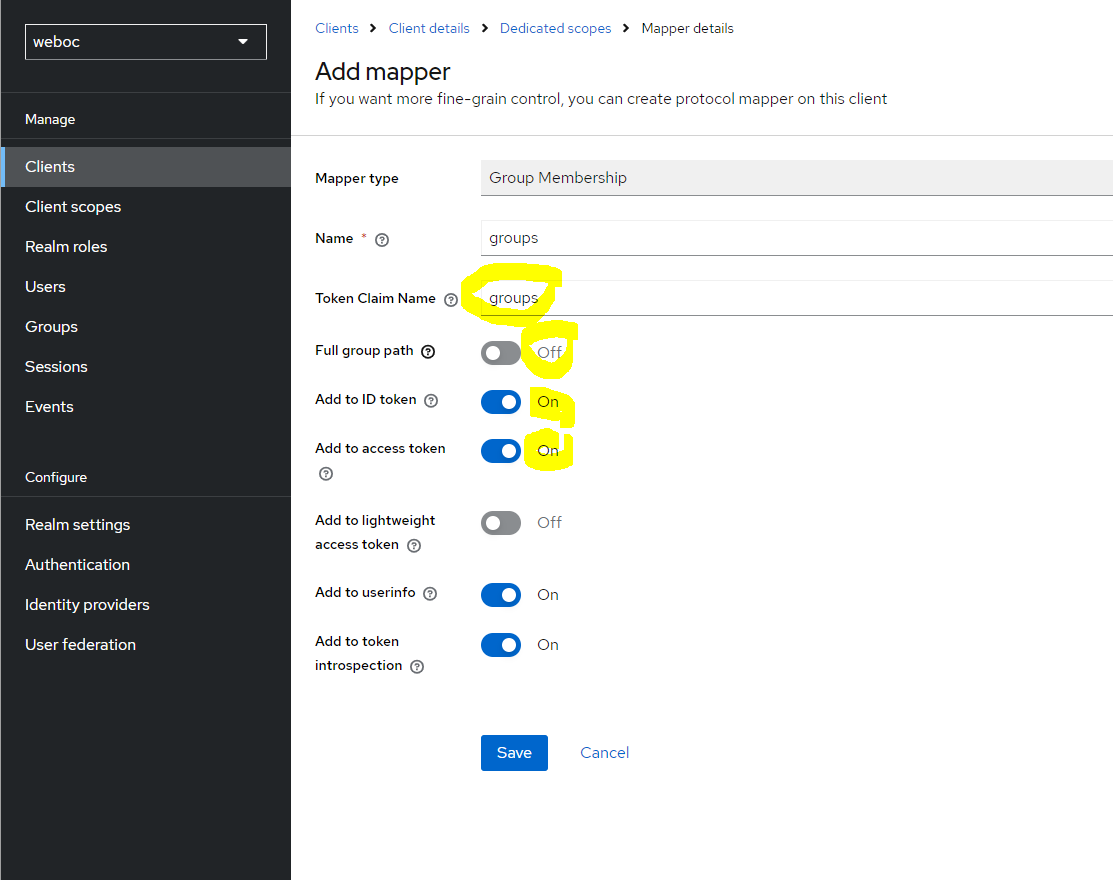 weboc
Manage
Clients
Client scopes
Realm roles
Users
Groups
Sessions
Events
Configure
Realm settings
Authentication
Identity providers
User federation
Clients > Client details > Dedicated scopes > Mapper details
Add mapper
If you want more fine-grain control, you can create protocol mapper on this client
Mapper type Group Membership
Name * groups
Token Claim Name groups
Full group path Off
Add to ID token On
Add to access token On
Add to lightweight
access token Off
Add to userinfo On
Add to token
introspection On
Save Cancel